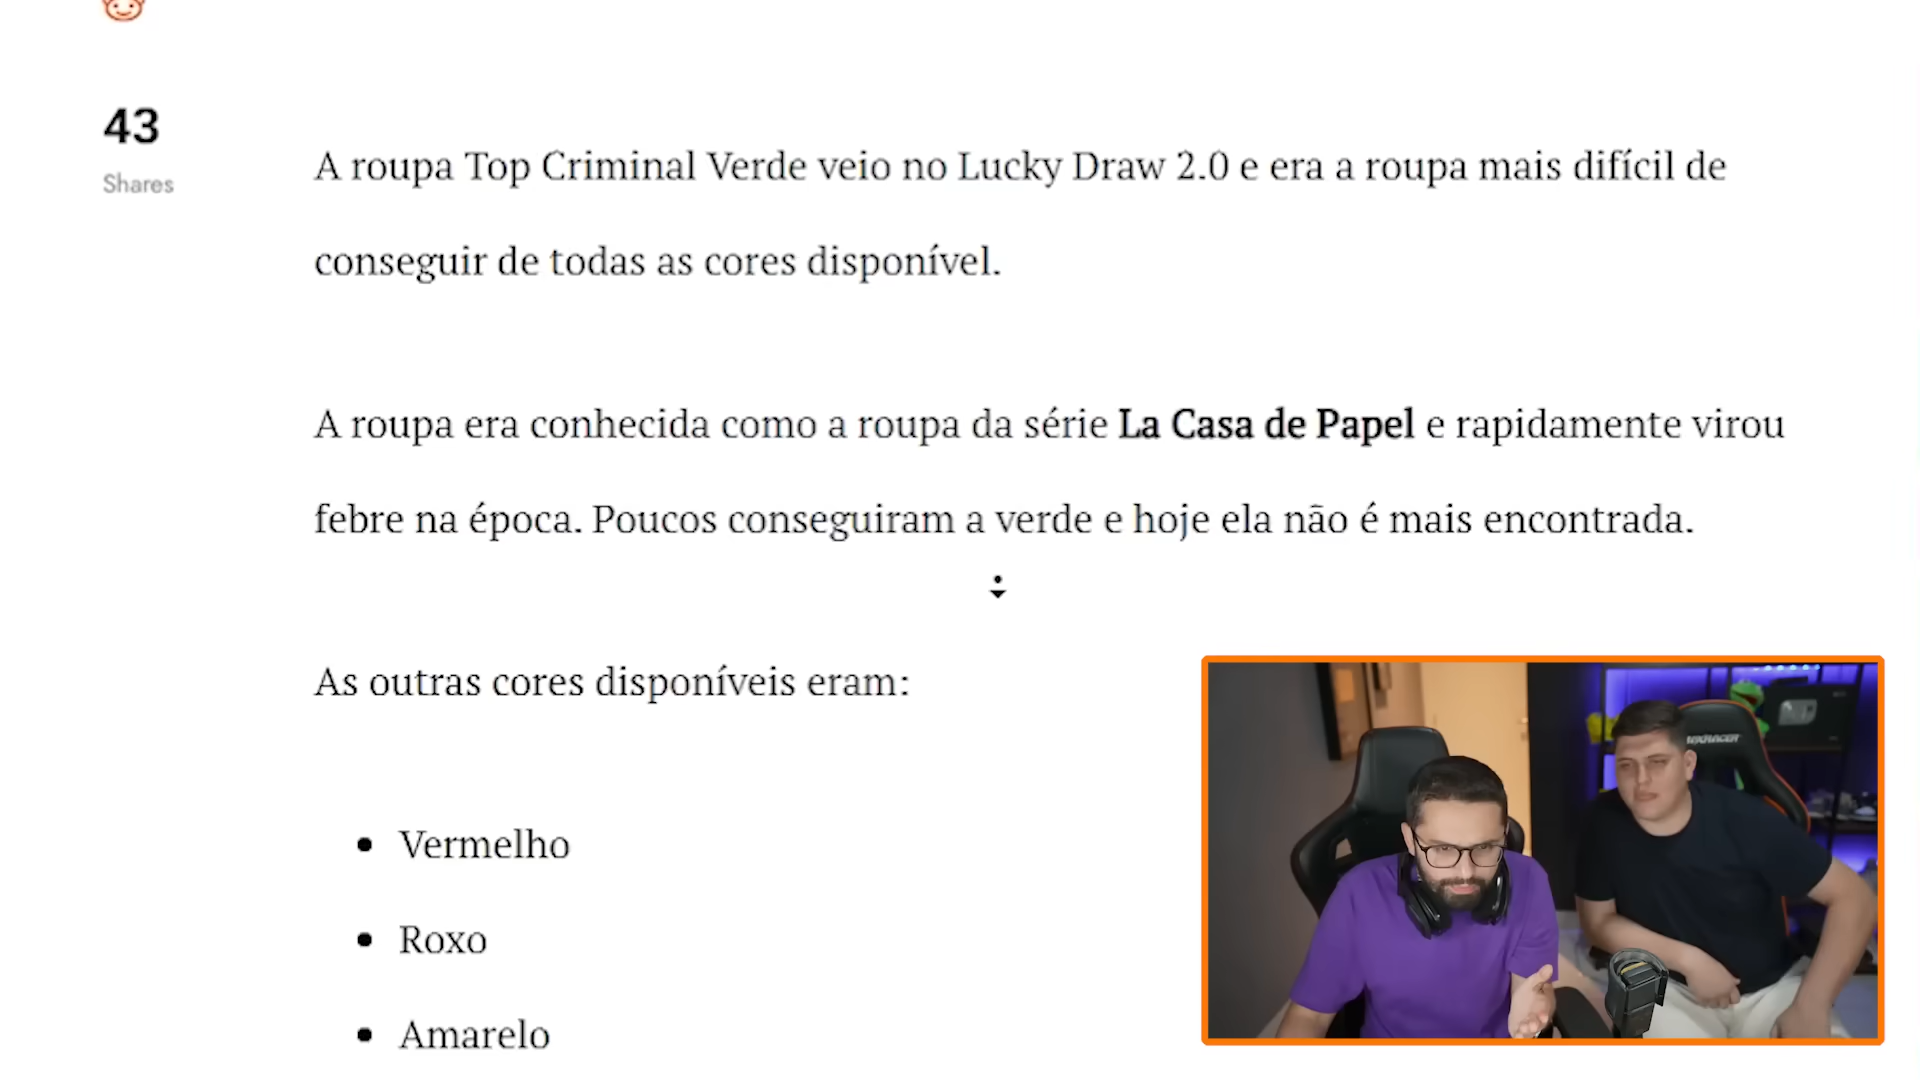 43
Shares
A roupa Top Criminal Verde veio no Lucky Draw 2.0 e era a roupa mais difícil de
conseguir de todas as cores disponível.
A roupa era conhecida como a roupa da série La Casa de Papel e rapidamente virou
febre na época. Poucos conseguiram a verde e hoje ela não é mais encontrada.
As outras cores disponíveis eram:
• Vermelho
• Roxo
• Amarelo